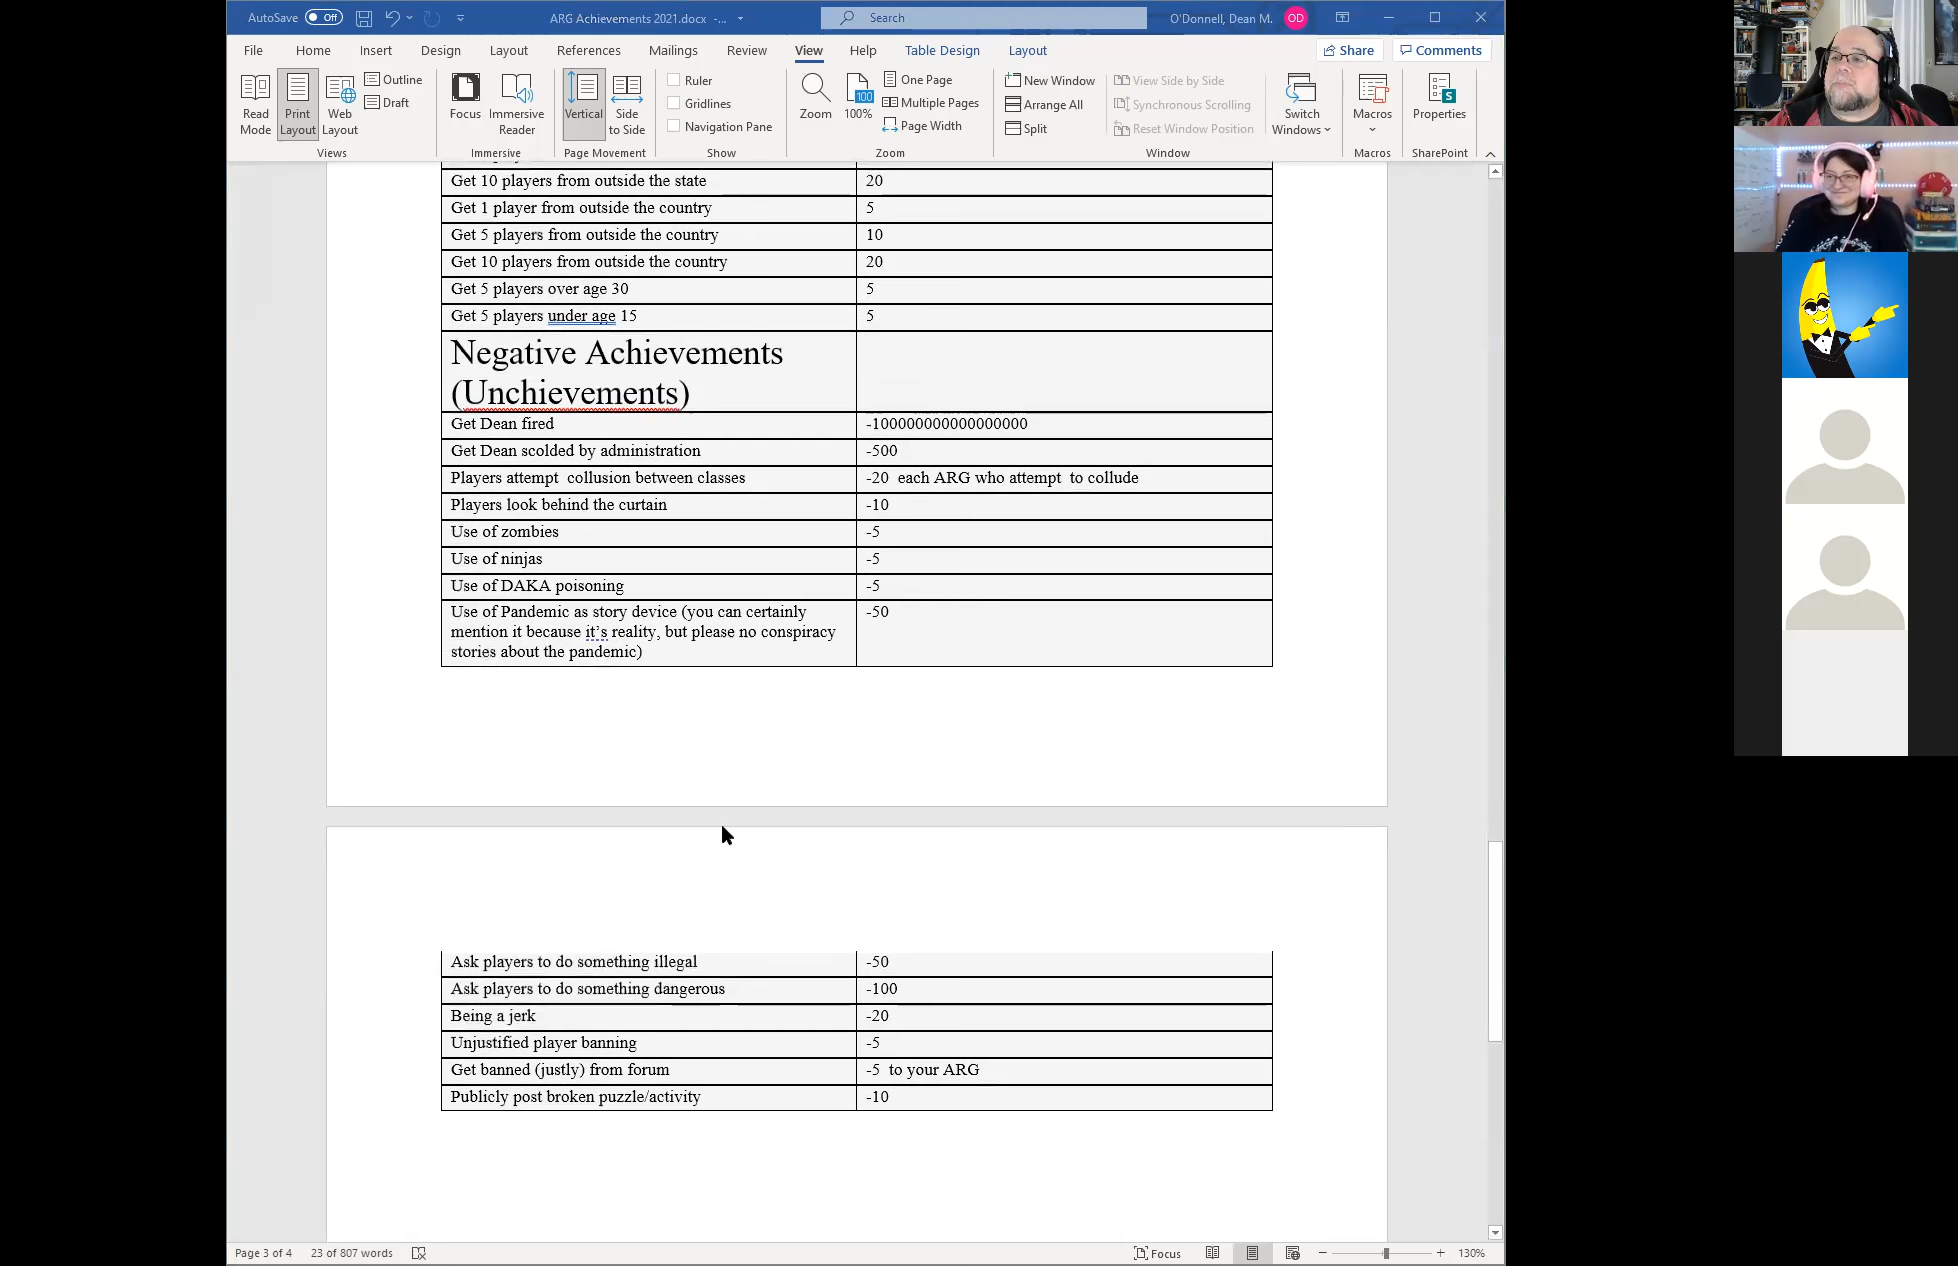 AutoSave Off
ARG Achievements 2021.docx -...
Search
O'Donnell, Dean M. OD
File Home Insert Design Layout References Mailings Review View Help Table Design Layout
Share Comments
Read Mode
Print Layout
Web Layout
Outline
Draft
Views
Focus
Immersive Reader
Immersive
Vertical
Side to Side
Page Movement
Ruler
Gridlines
Navigation Pane
Show
Zoom
100
100%
One Page
Multiple Pages
Page Width
Zoom
New Window
Arrange All
Split
View Side by Side
Synchronous Scrolling
Reset Window Position
Window
Switch Windows
Macros
Macros
Properties
SharePoint
Get 10 players from outside the state 20
Get 1 player from outside the country 5
Get 5 players from outside the country 10
Get 10 players from outside the country 20
Get 5 players over age 30 5
Get 5 players under age 15 5
Negative Achievements
(Unchievements)
Get Dean fired -100000000000000000
Get Dean scolded by administration -500
Players attempt collusion between classes -20 each ARG who attempt to collude
Players look behind the curtain -10
Use of zombies -5
Use of ninjas -5
Use of DAKA poisoning -5
Use of Pandemic as story device (you can certainly -50
mention it because it's reality, but please no conspiracy
stories about the pandemic)
Ask players to do something illegal -50
Ask players to do something dangerous -100
Being a jerk -20
Unjustified player banning -5
Get banned (justly) from forum -5 to your ARG
Publicly post broken puzzle/activity -10
Page 3 of 4 23 of 807 words
Focus
130%